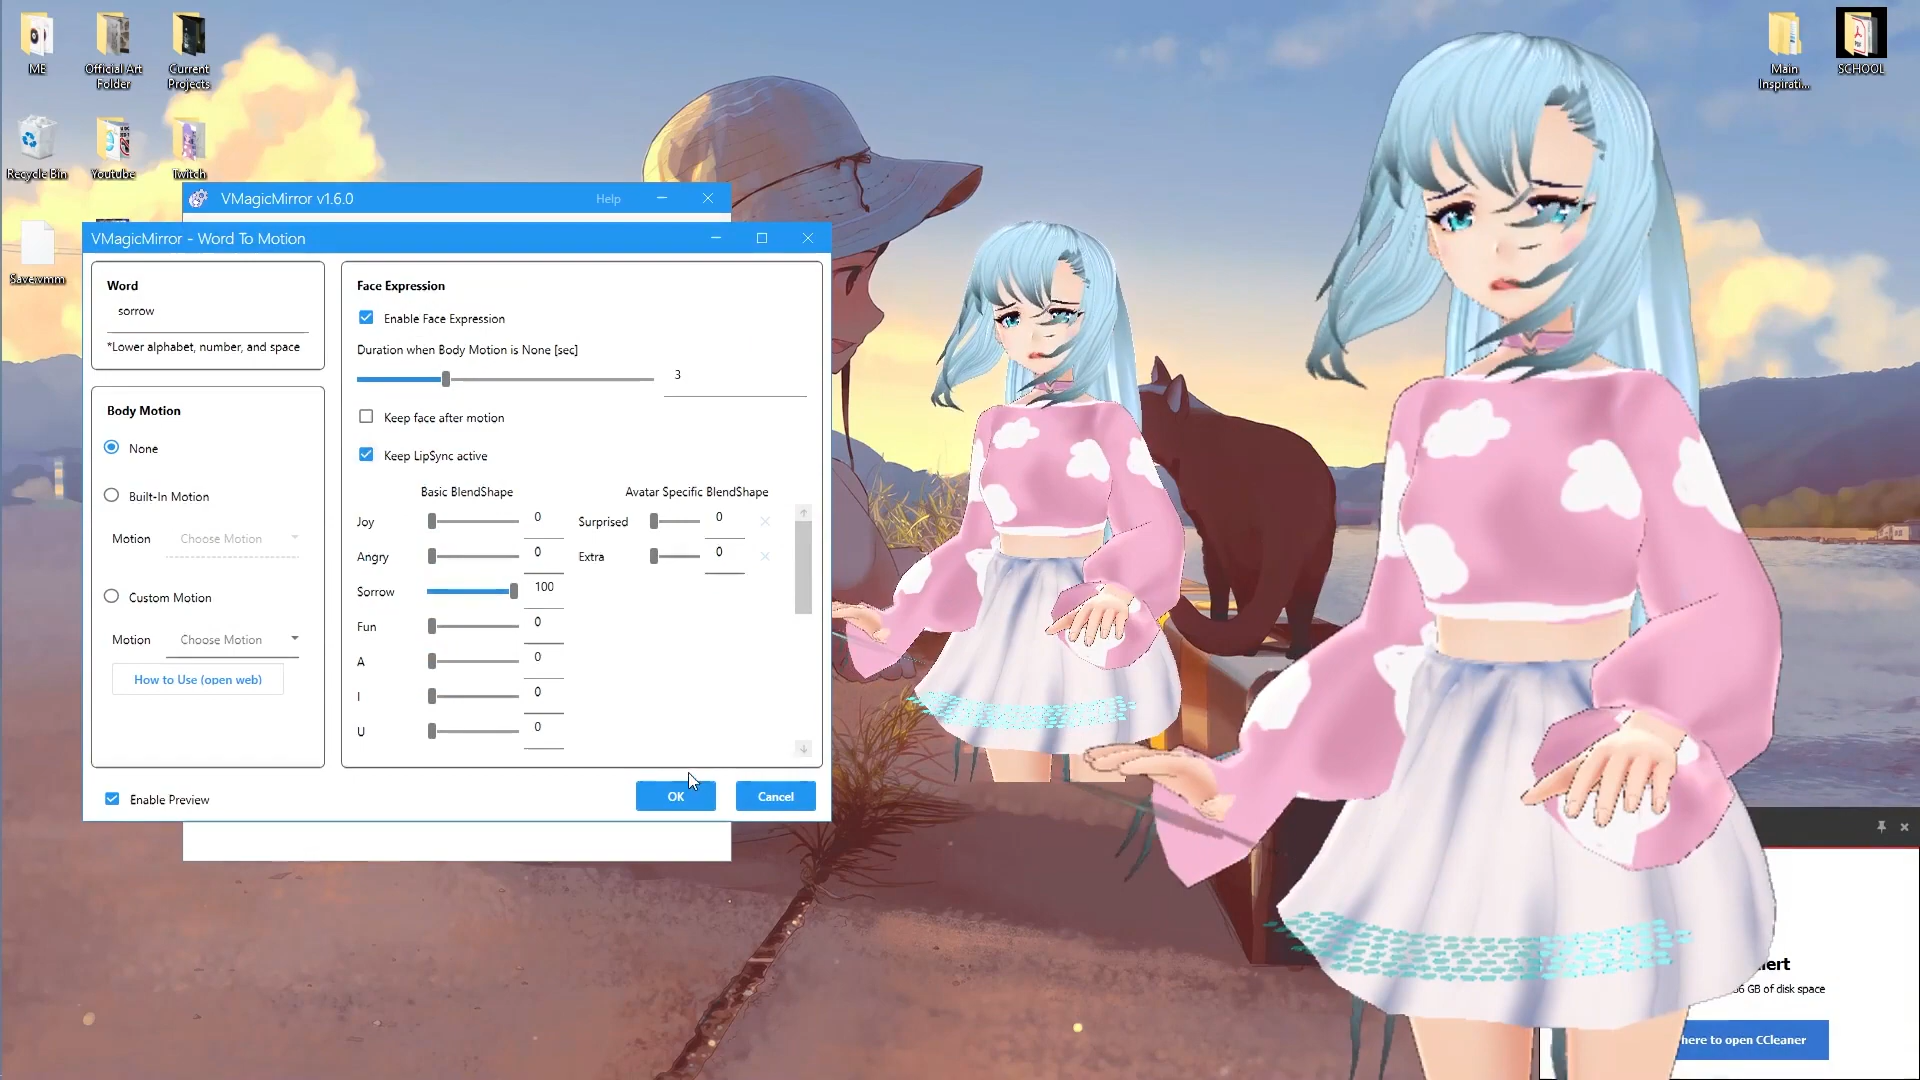 ME
Official Art
Folder
Current
Projects
Main
Inspirati...
SCHOOL
Recycle Bin
Youtube
Twitch
Save.vmm
VMagicMirror v1.6.0
Help
VMagicMirror - Word To Motion
Word
sorrow
*Lower alphabet, number, and space
Body Motion
None
Built-In Motion
Motion
Choose Motion
Custom Motion
Motion
Choose Motion
How to Use (open web)
Face Expression
Enable Face Expression
Duration when Body Motion is None [sec]
3
Keep face after motion
Keep LipSync active
Basic BlendShape
Avatar Specific BlendShape
Joy 0
Surprised 0
Angry 0
Extra 0
Sorrow 100
Fun 0
A 0
I 0
U 0
Enable Preview
OK
Cancel
GB of disk space
here to open CCleaner